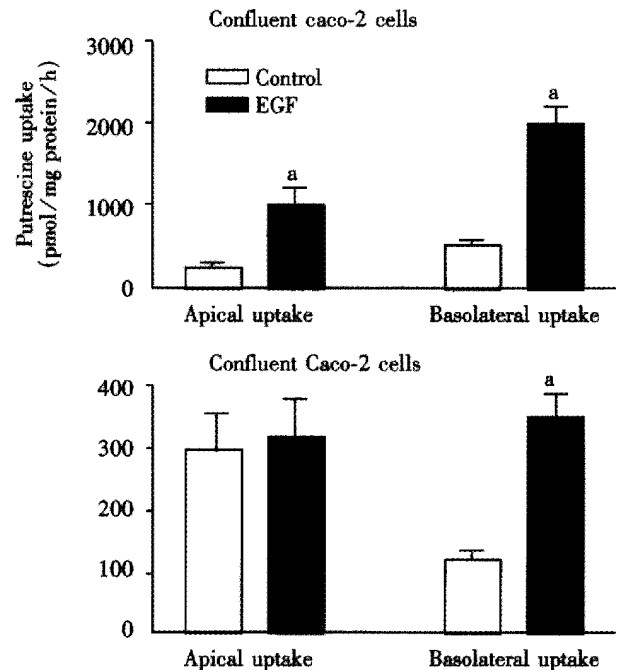 Confluent caco-2 cells
Putrescine uptake
(pmol/mg protein/h)
3000
2000
1000
0
Control
EGF
a
a
Apical uptake
Basolateral uptake
Confluent Caco-2 cells
400
300
200
100
0
a
Apical uptake
Basolateral uptake